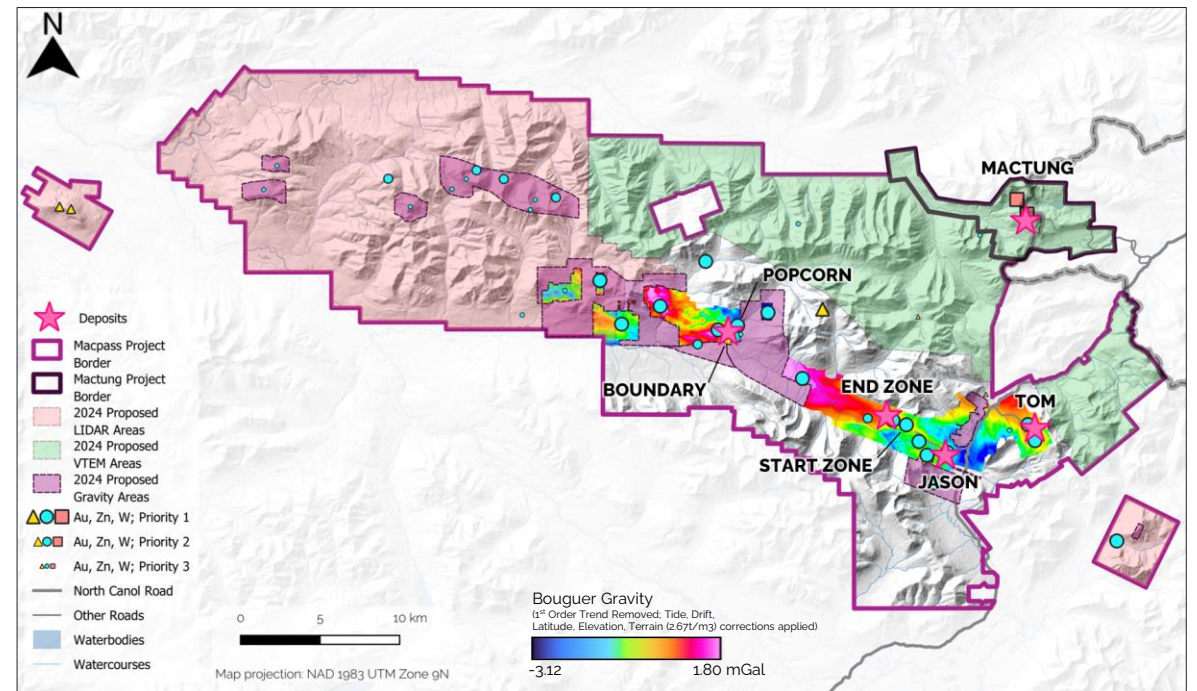 N
MACTUNG
POPCORN
BOUNDARY
END ZONE
TOM
START ZONE
JASON
Deposits
Macpass Project
Border
Mactung Project
Border
2024 Proposed
LIDAR Areas
2024 Proposed
VTEM Areas
2024 Proposed
Gravity Areas
Au, Zn, W; Priority 1
Au, Zn, W; Priority 2
Au, Zn, W; Priority 3
North Canol Road
Other Roads
Waterbodies
Watercourses
0 5 10 km
Map projection: NAD 1983 UTM Zone 9N
Bouguer Gravity
(1st Order Trend Removed; Tide, Drift,
Latitude, Elevation, Terrain (2.67t/m3) corrections applied)
-3.12 1.80 mGal